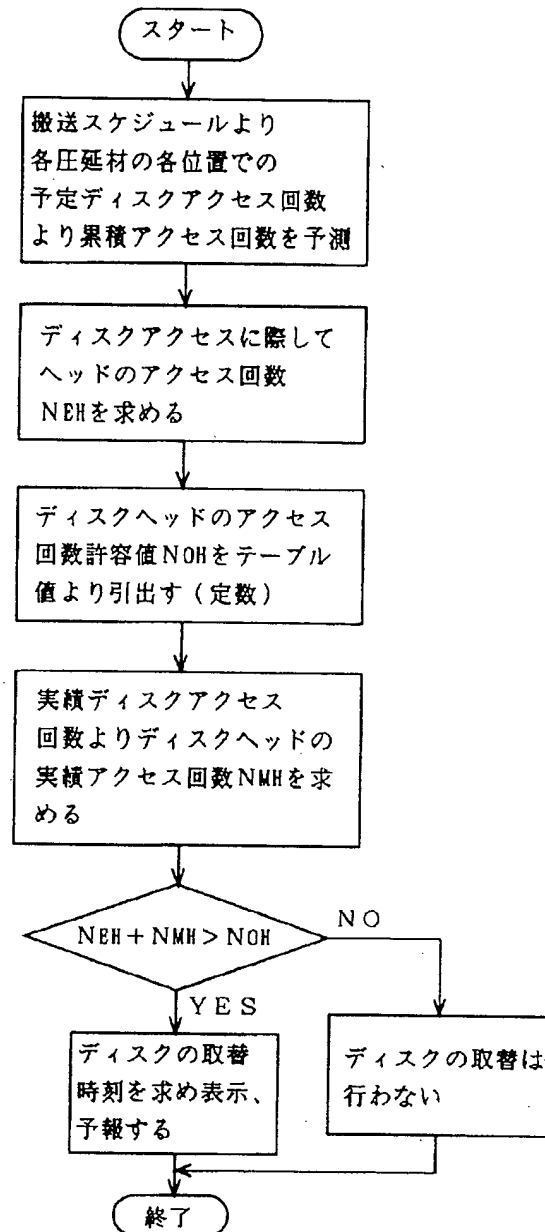 スタート
搬送スケジュールより
各圧延材の各位置での
予定ディスクアクセス回数
より累積アクセス回数を予測
ディスクアクセスに際して
ヘッドのアクセス回数
NEHを求める
ディスクヘッドのアクセス
回数許容値NOHをテーブル
値より引出す(定数)
実績ディスクアクセス
回数よりディスクヘッドの
実績アクセス回数NMHを求
める
NEH+NMH>NOH
NO
YES
ディスクの取替
時刻を求め表示、
予報する
ディスクの取替は
行わない
終了